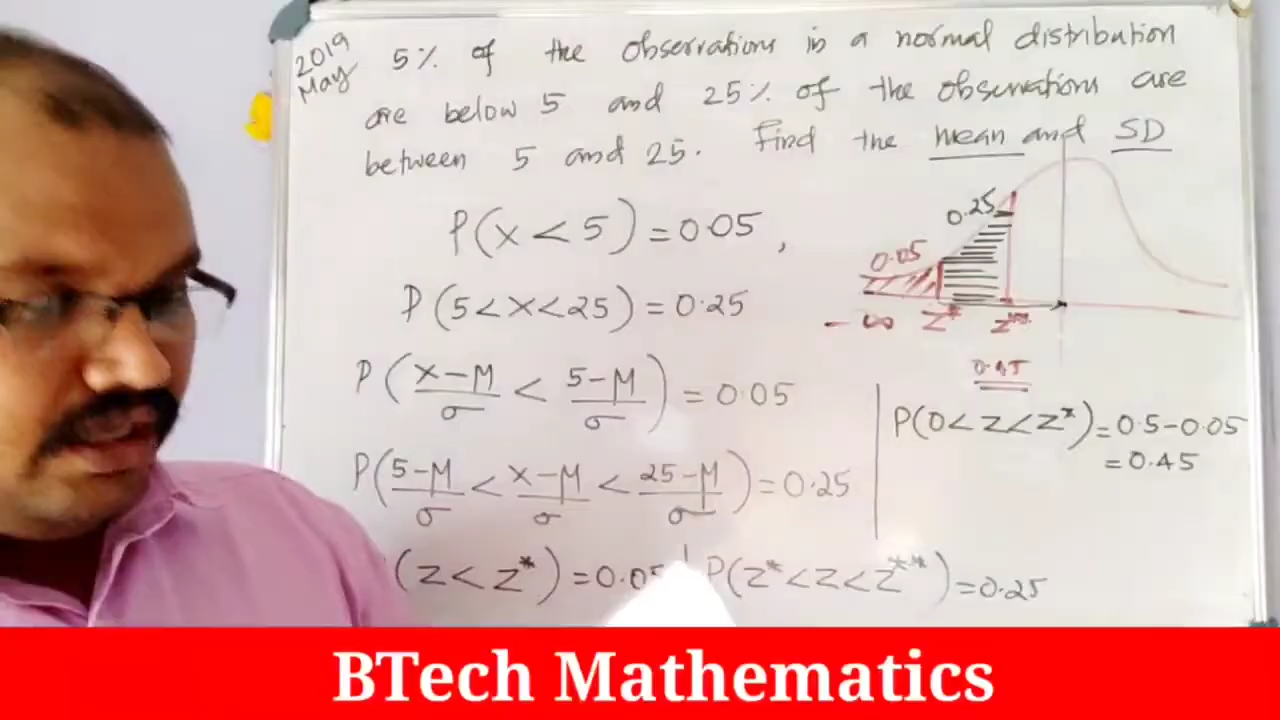 2019
May
5% of the observations in a normal distribution
are below 5 and 25% of the observations are
between 5 and 25. Find the mean and SD
P(X < 5) = 0.05 ,
P(5 < X < 25) = 0.25
P((X-M)/σ < (5-M)/σ) = 0.05
P((5-M)/σ < (X-M)/σ < (25-M)/σ) = 0.25
(Z < Z*) = 0.05
P(Z* < Z < Z**) = 0.25
0.25
0.05
-∞ Z* Z**
0.45
P(0 < Z < Z*) = 0.5 - 0.05
= 0.45
BTech Mathematics